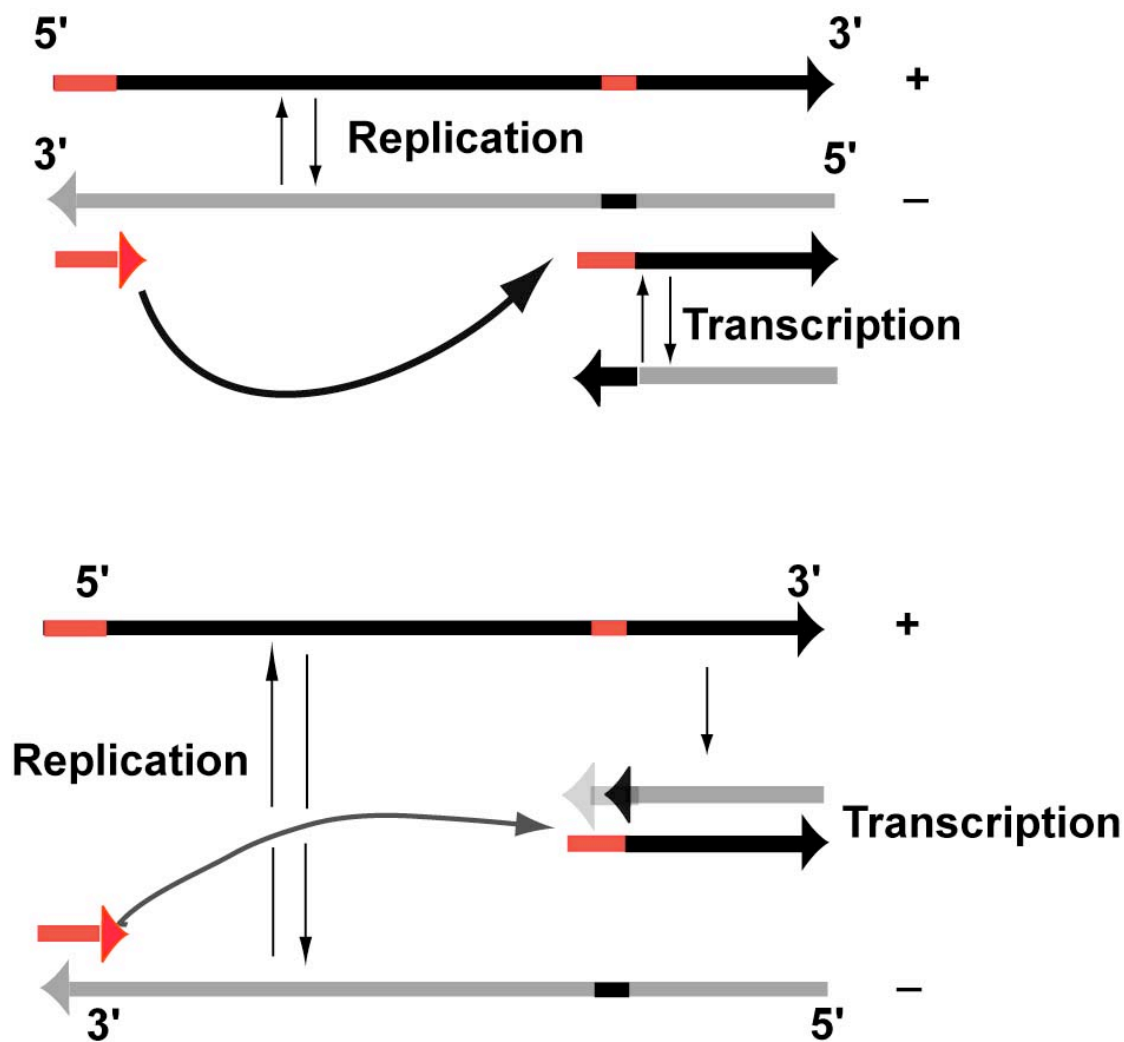 5' 3'
+
Replication
3' 5'
–
Transcription
5' 3'
+
Replication
Transcription
–
3' 5'